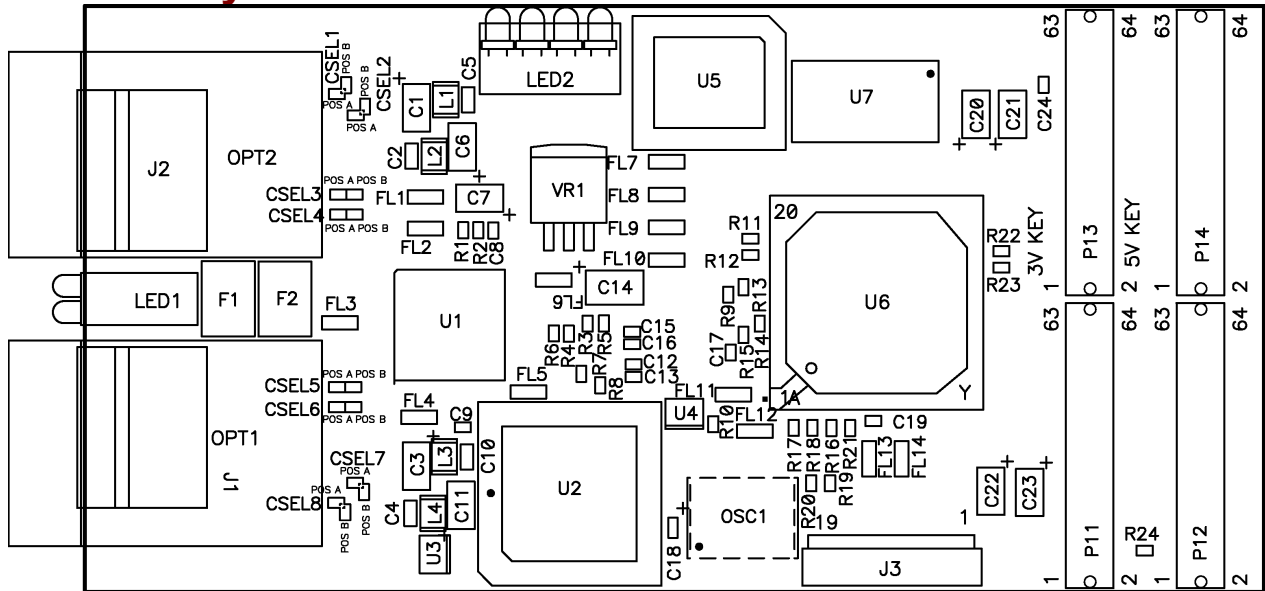 CSEL1
POS B
POS A
CSEL2
POS B
POS A
+
C1
L1
C5
LED2
U5
U7
C20
+
C21
+
C24
63
64
63
64
J2
OPT2
C2
L2
C6
+
C7
+
VR1
FL7
FL8
FL9
FL10
POS A POS B
CSEL3
CSEL4
POS A POS B
FL1
FL2
R1
R2
C8
20
R11
R12
R22
R23
3V KEY
P13
5V KEY
P14
1
2
1
2
LED1
F1
F2
FL3
U1
+
FL6
C14
R9
R13
U6
R6
R4
R3
R5
C15
C16
C12
C13
R7
R8
C17
R15
R14
63
64
63
64
POS A POS B
CSEL5
CSEL6
POS A POS B
FL5
FL4
C9
FL11
U4
R10
FL12
1A
Y
C19
OPT1
J1
CSEL7
POS A
POS B
POS A
CSEL8
POS B
+
C3
L3
C10
C4
L4
C11
U3
U2
R17
R18
R16
R21
FL13
FL14
R20
R19
+
C18
OSC1
19
1
J3
+
C22
+
C23
P11
R24
P12
1
2
1
2